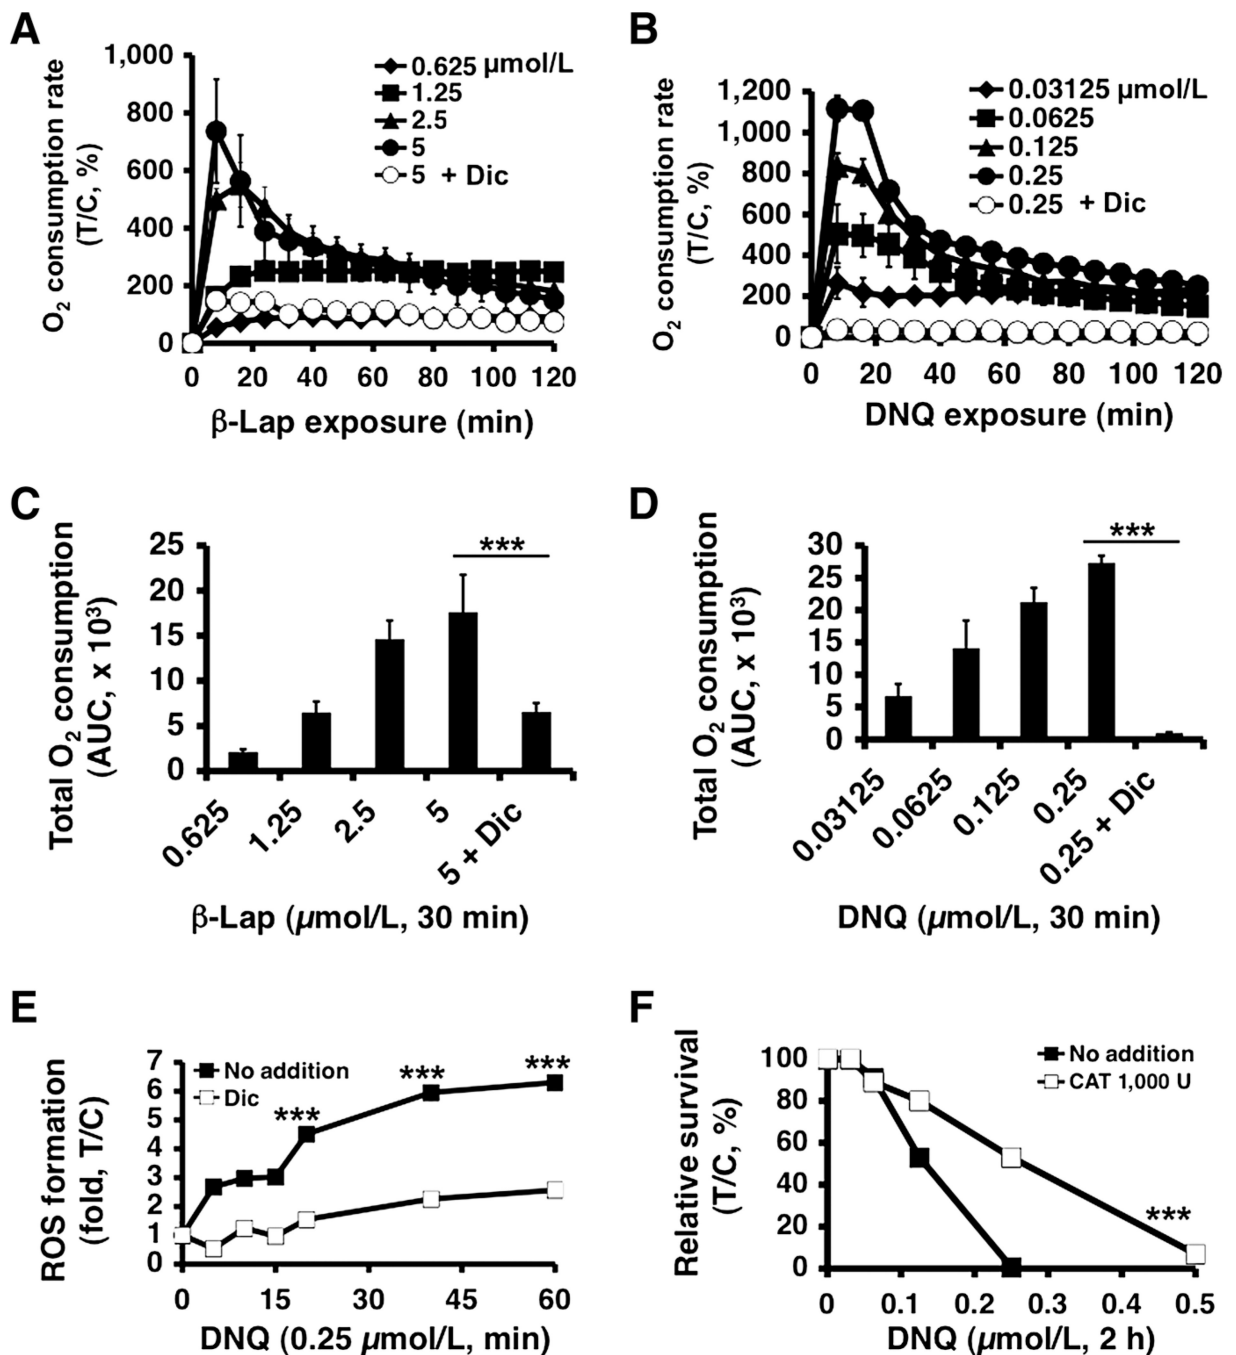 A
O2 consumption rate
(T/C, %)
1,000
800
600
400
200
0
0 20 40 60 80 100 120
β-Lap exposure (min)
0.625 µmol/L
1.25
2.5
5
5 + Dic
B
O2 consumption rate
(T/C, %)
1,200
1,000
800
600
400
200
0
0 20 40 60 80 100 120
DNQ exposure (min)
0.03125 µmol/L
0.0625
0.125
0.25
0.25 + Dic
C
Total O2 consumption
(AUC, x 10³)
25
20
15
10
5
0
***
0.625
1.25
2.5
5
5 + Dic
β-Lap (µmol/L, 30 min)
D
Total O2 consumption
(AUC, x 10³)
30
25
20
15
10
5
0
***
0.03125
0.0625
0.125
0.25
0.25 + Dic
DNQ (µmol/L, 30 min)
E
ROS formation
(fold, T/C)
7
6
5
4
3
2
1
0
No addition
Dic
***
***
***
0 15 30 45 60
DNQ (0.25 µmol/L, min)
F
Relative survival
(T/C, %)
100
80
60
40
20
0
No addition
CAT 1,000 U
***
0 0.1 0.2 0.3 0.4 0.5
DNQ (µmol/L, 2 h)